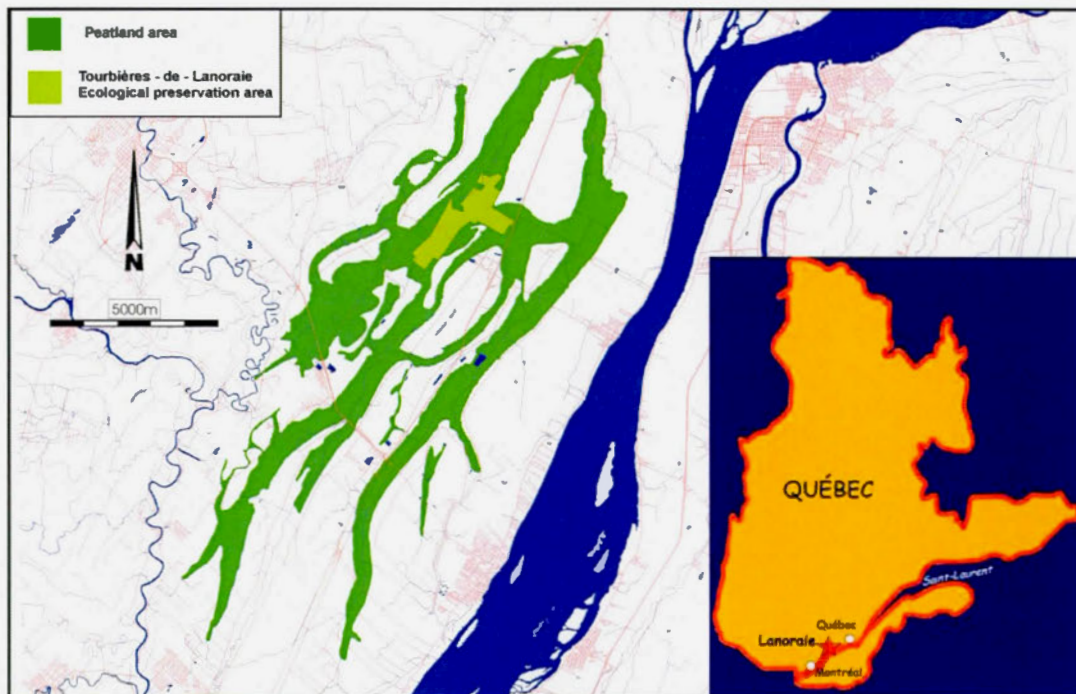 Peatland area
Tourbières - de - Lanoraie
Ecological preservation area
N
5000m
QUÉBEC
Saint-Laurent
Québec
Lanoraie
Montréal